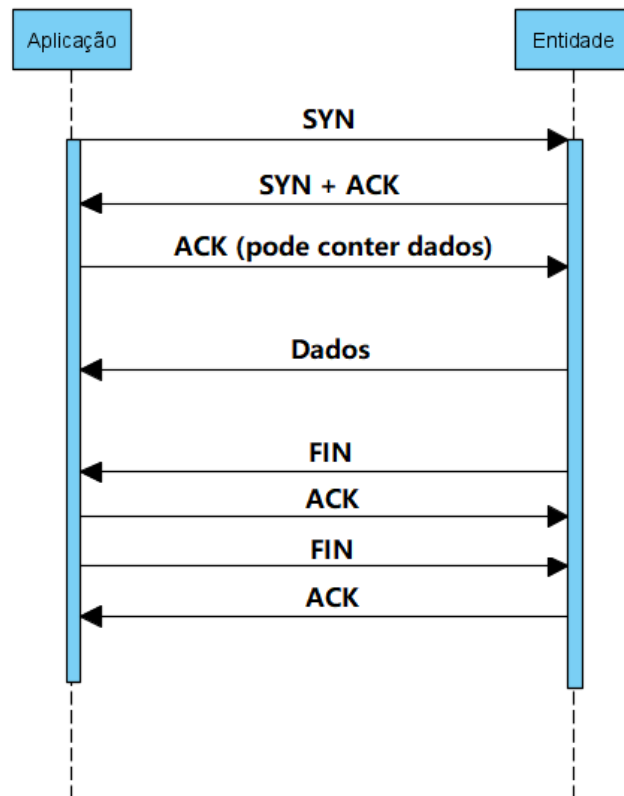 Aplicação
Entidade
SYN
SYN + ACK
ACK (pode conter dados)
Dados
FIN
ACK
FIN
ACK